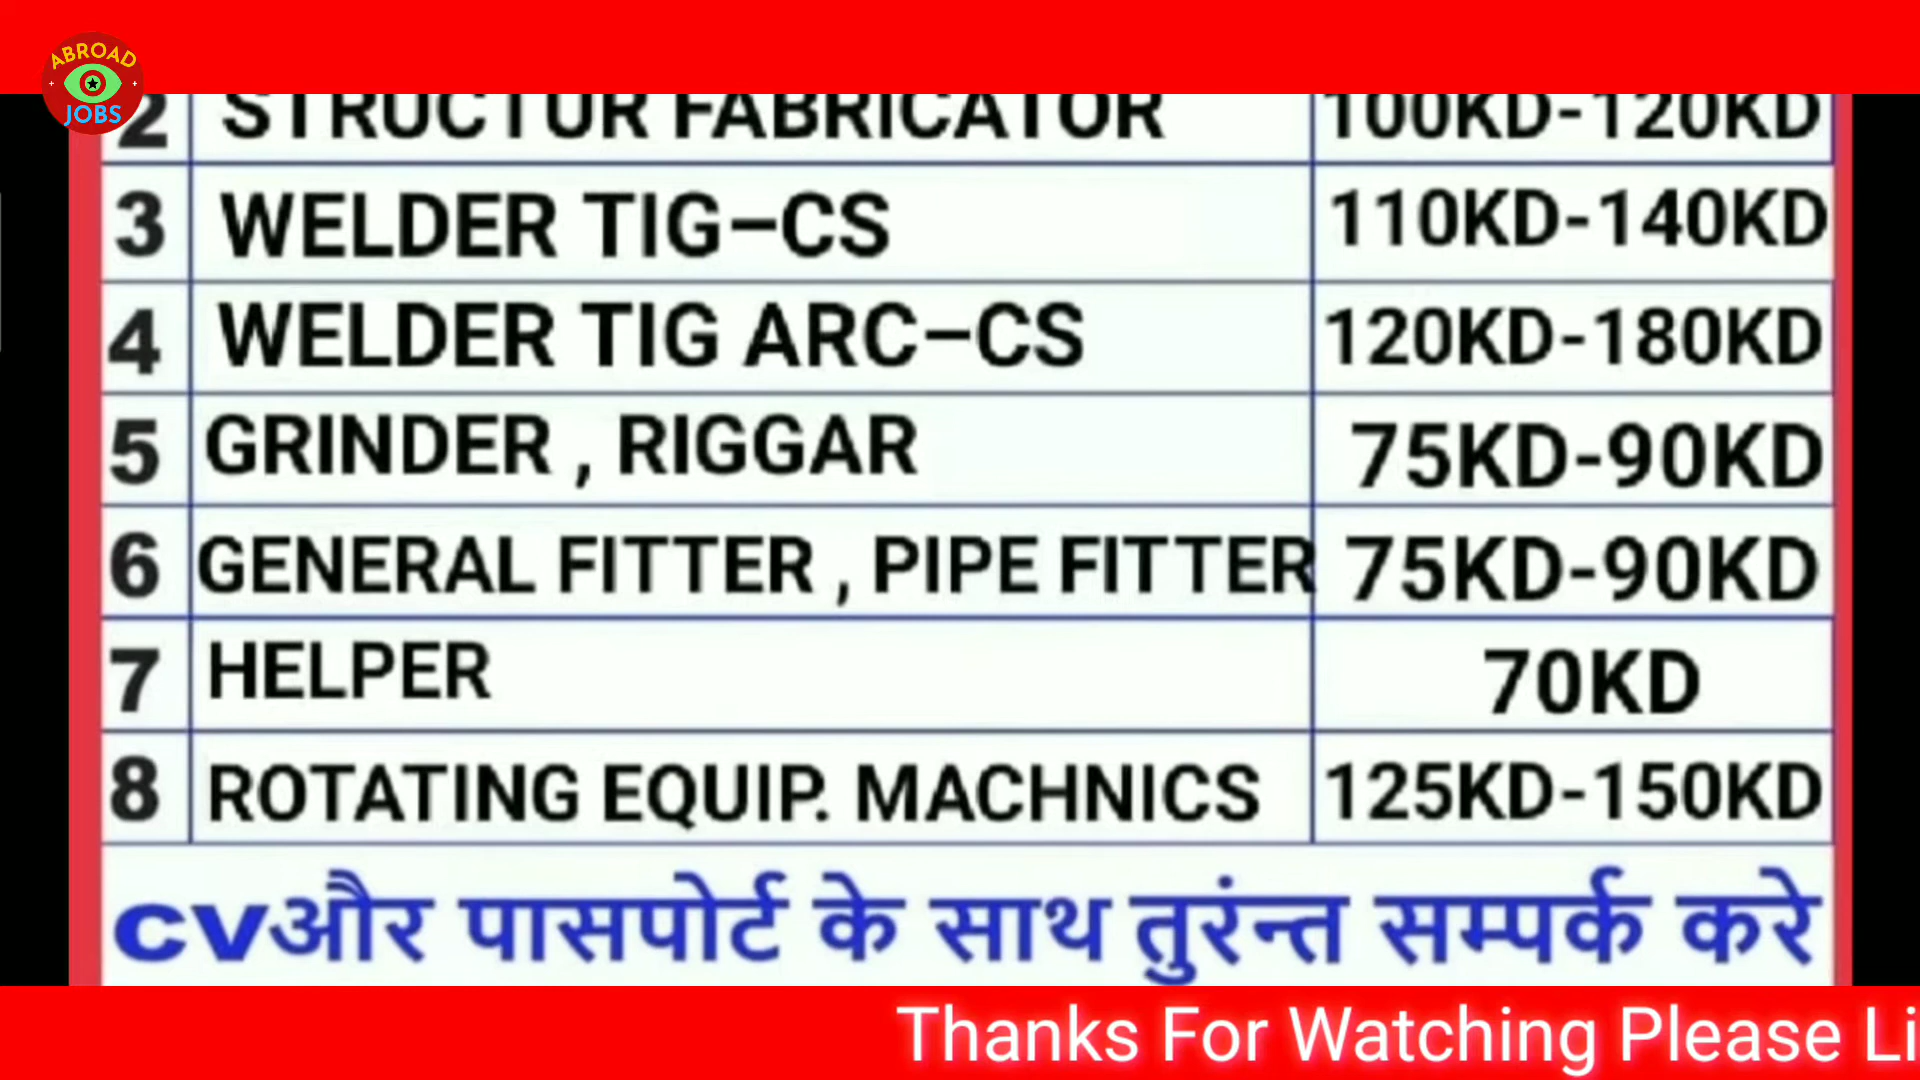 ABROAD
JOBS
2 STRUCTUR FABRICATOR 100KD-120KD
3 WELDER TIG–CS 110KD-140KD
4 WELDER TIG ARC–CS 120KD-180KD
5 GRINDER , RIGGAR 75KD-90KD
6 GENERAL FITTER , PIPE FITTER 75KD-90KD
7 HELPER 70KD
8 ROTATING EQUIP. MACHNICS 125KD-150KD
CVऔर पासपोर्ट के साथ तुरंन्त सम्पर्क करे
Thanks For Watching Please Li